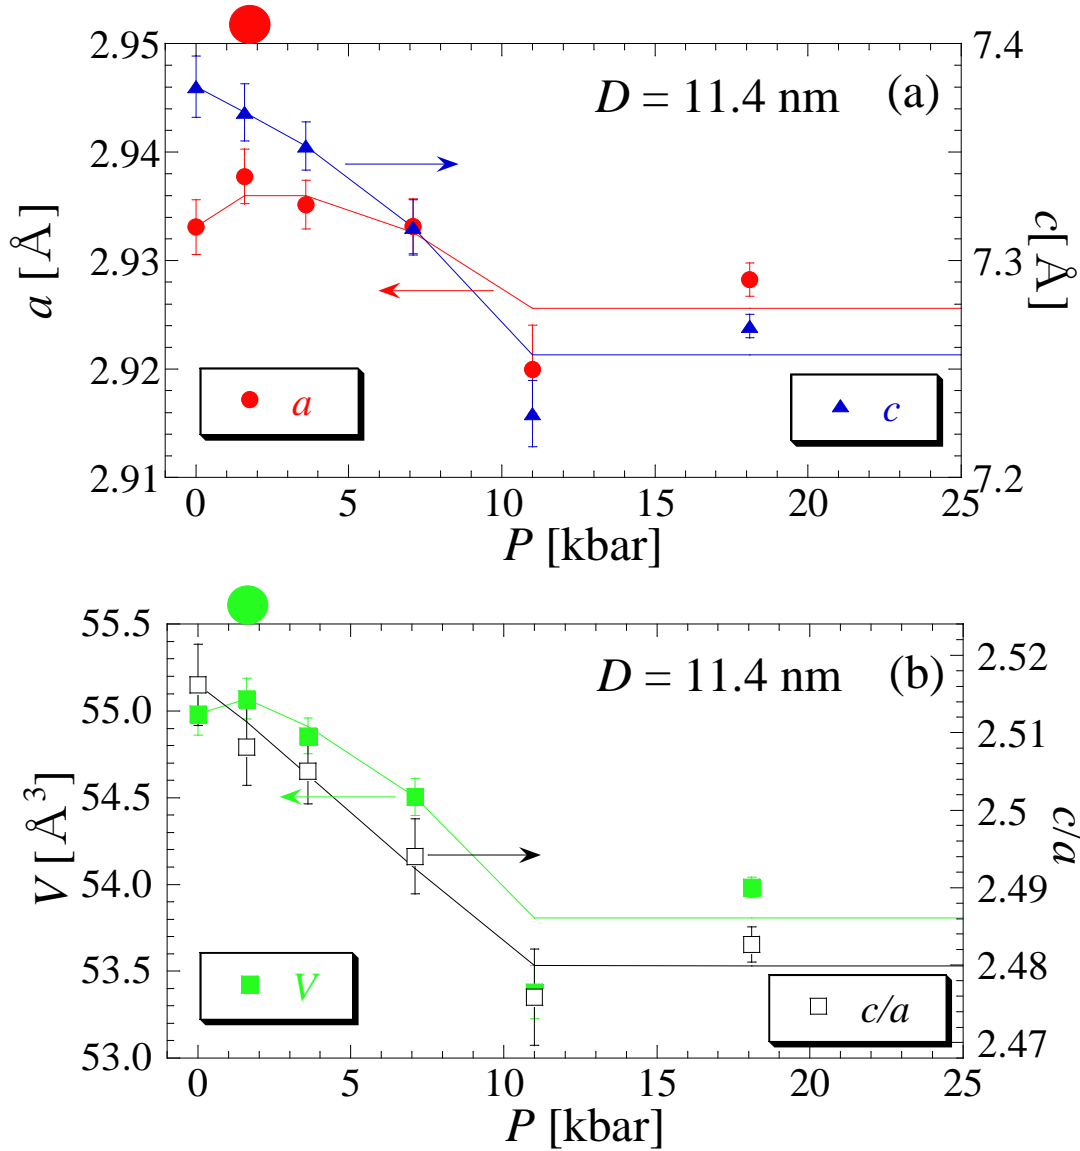 2.95
7.4
D = 11.4 nm (a)
2.94
a [Å]
2.93
7.3
c[Å]
2.92
a
c
2.91
7.2
0 5 10 15 20 25
P [kbar]
55.5
2.52
D = 11.4 nm (b)
55.0
2.51
V [Å³]
54.5
2.5
c/a
54.0
2.49
53.5
2.48
V
c/a
53.0
2.47
0 5 10 15 20 25
P [kbar]